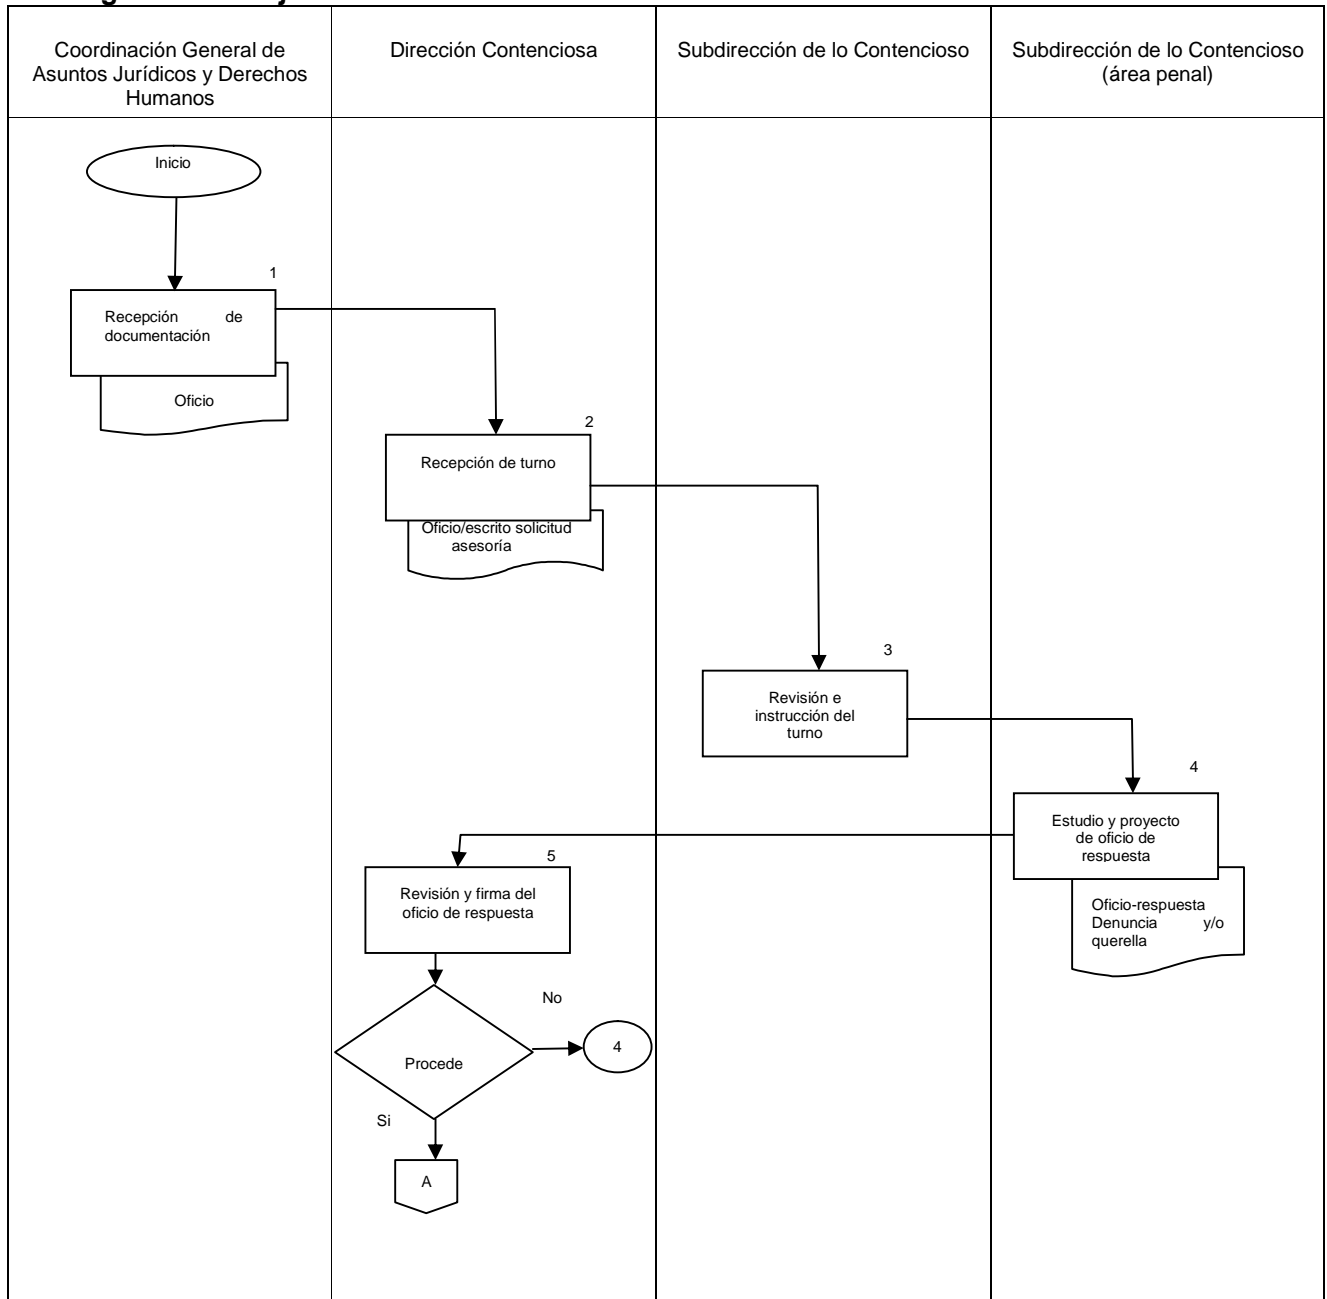 Coordinación General de
Asuntos Jurídicos y Derechos
Humanos
Dirección Contenciosa
Subdirección de lo Contencioso
Subdirección de lo Contencioso
(área penal)
Inicio
1
Recepción de
documentación
Oficio
2
Recepción de turno
Oficio/escrito solicitud
asesoría
3
Revisión e
instrucción del
turno
4
Estudio y proyecto
de oficio de
respuesta
Oficio-respuesta
Denuncia y/o
querella
5
Revisión y firma del
oficio de respuesta
No
Procede
4
Si
A